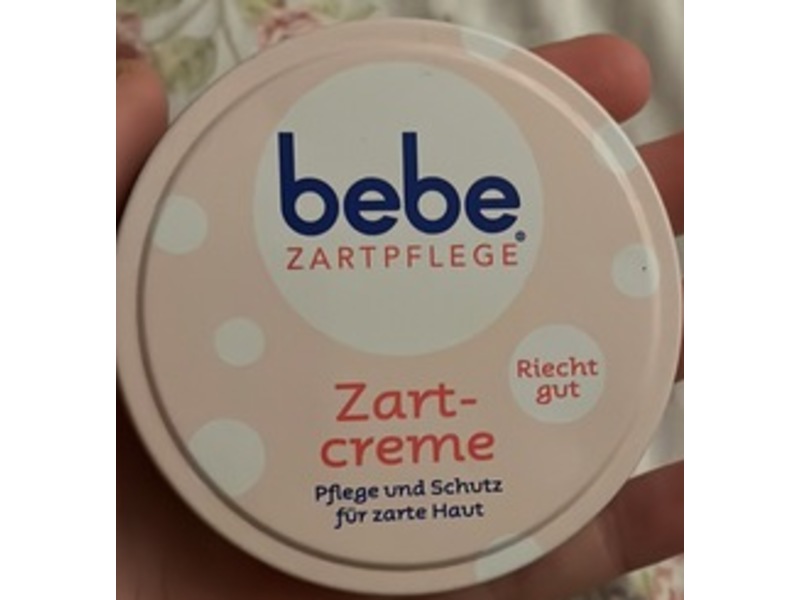 bebe®
ZARTPFLEGE
Riecht
gut
Zart-
creme
Pflege und Schutz
für zarte Haut